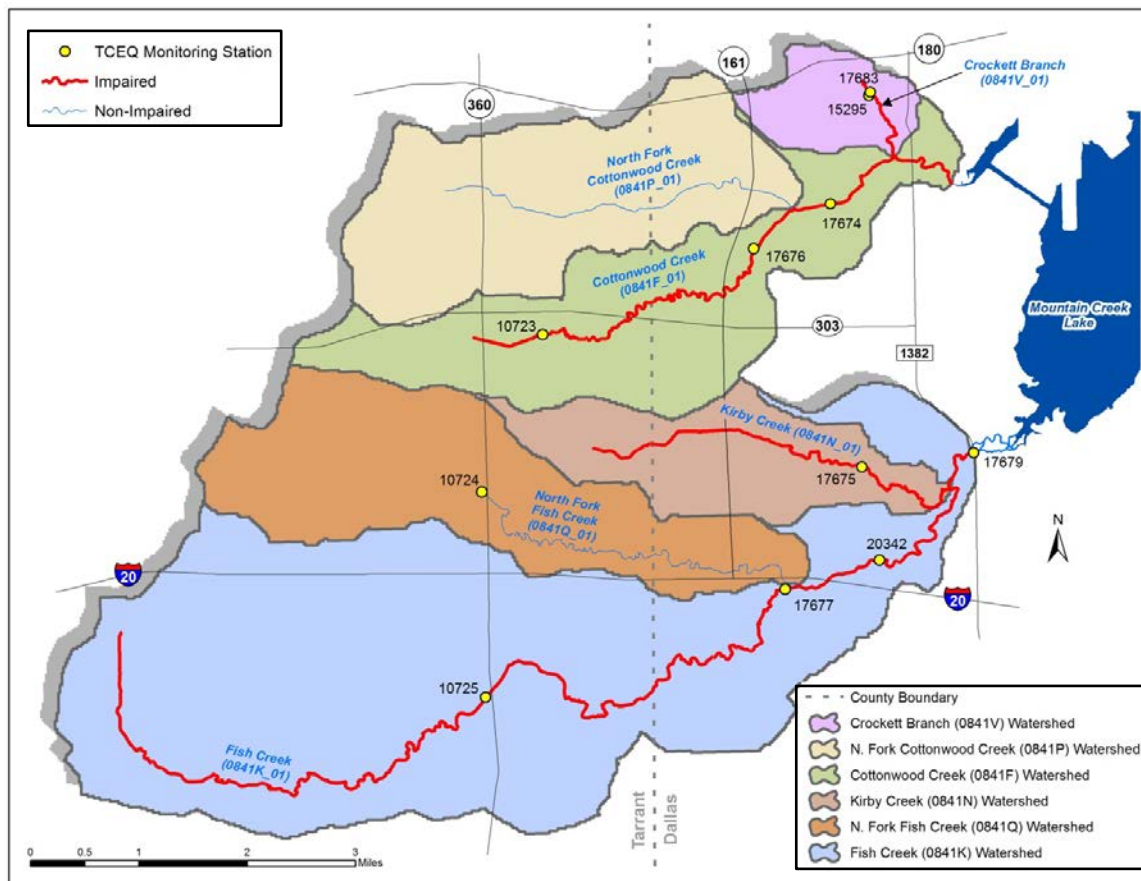 TCEQ Monitoring Station
Impaired
Non-Impaired
360
161
180
Crockett Branch
(0841V_01)
17683
15295
North Fork
Cottonwood Creek
(0841P_01)
17674
17676
Cottonwood Creek
(0841F_01)
10723
303
1382
Mountain Creek
Lake
Kirby Creek (0841N_01)
17675
17679
10724
North Fork
Fish Creek
(0841Q_01)
N
20342
20
17677
20
10725
Fish Creek
(0841K_01)
Tarrant
Dallas
County Boundary
Crockett Branch (0841V) Watershed
N. Fork Cottonwood Creek (0841P) Watershed
Cottonwood Creek (0841F) Watershed
Kirby Creek (0841N) Watershed
N. Fork Fish Creek (0841Q) Watershed
Fish Creek (0841K) Watershed
0 0.5 1 2 3
Miles